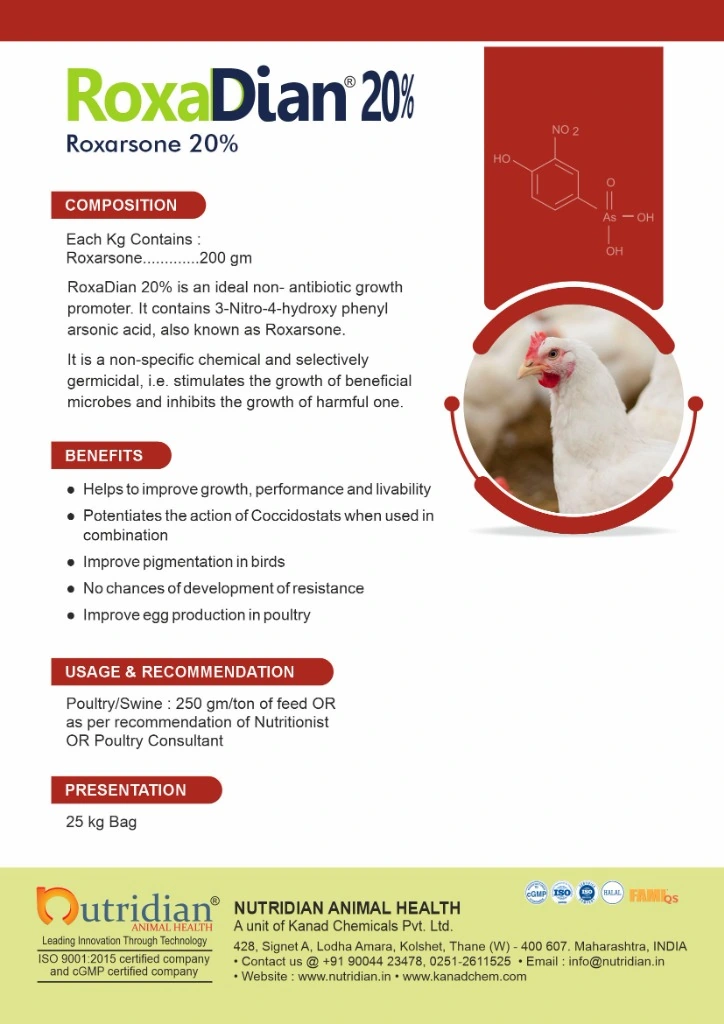 RoxaDian® 20%
Roxarsone 20%
NO 2
HO
O
As
OH
OH
COMPOSITION
Each Kg Contains :
Roxarsone.............200 gm
RoxaDian 20% is an ideal non- antibiotic growth
promoter. It contains 3-Nitro-4-hydroxy phenyl
arsonic acid, also known as Roxarsone.
It is a non-specific chemical and selectively
germicidal, i.e. stimulates the growth of beneficial
microbes and inhibits the growth of harmful one.
BENEFITS
● Helps to improve growth, performance and livability
● Potentiates the action of Coccidostats when used in
combination
● Improve pigmentation in birds
● No chances of development of resistance
● Improve egg production in poultry
USAGE & RECOMMENDATION
Poultry/Swine : 250 gm/ton of feed OR
as per recommendation of Nutritionist
OR Poultry Consultant
PRESENTATION
25 kg Bag
nutridian®
ANIMAL HEALTH
Leading Innovation Through Technology
ISO 9001:2015 certified company
and cGMP certified company
cGMP ISO ISO HALAL FAMI QS
NUTRIDIAN ANIMAL HEALTH
A unit of Kanad Chemicals Pvt. Ltd.
428, Signet A, Lodha Amara, Kolshet, Thane (W) - 400 607. Maharashtra, INDIA
• Contact us @ +91 90044 23478, 0251-2611525 • Email : info@nutridian.in
• Website : www.nutridian.in • www.kanadchem.com